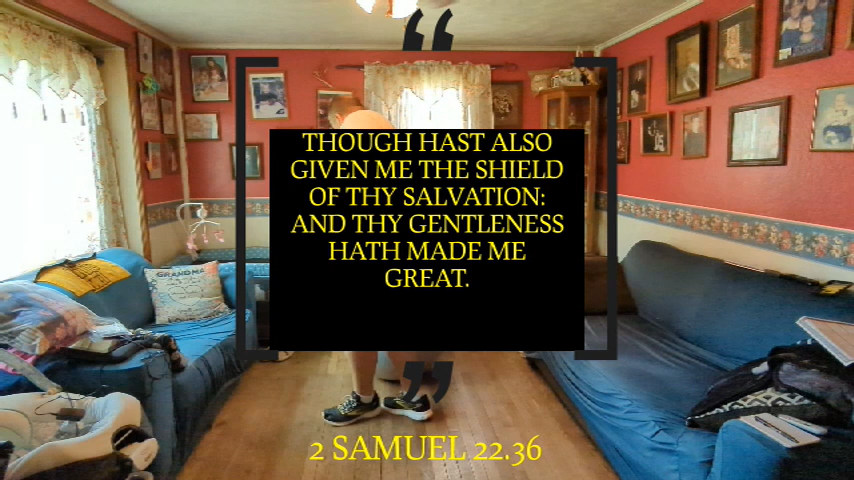 “
THOUGH HAST ALSO
GIVEN ME THE SHIELD
OF THY SALVATION:
AND THY GENTLENESS
HATH MADE ME
GREAT.
”
GRANDMA
2 SAMUEL 22.36